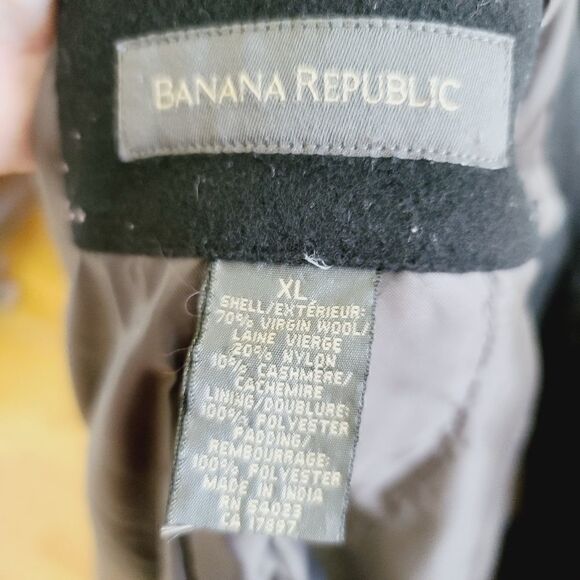 BANANA REPUBLIC
XL
SHELL/EXTÉRIEUR:
70% VIRGIN WOOL/
LAINE VIERGE
20% NYLON
10% CASHMERE/
CACHEMIRE
LINING/DOUBLURE:
100% POLYESTER
PADDING/
REMBOURRAGE:
100% POLYESTER
MADE IN INDIA
RN 54023
CA 17897